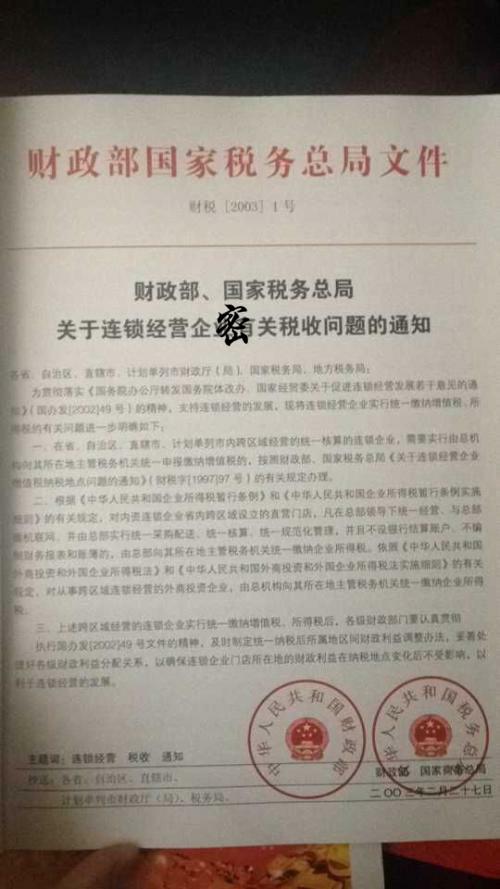 财政部国家税务总局文件
财税［2003］1号
财政部、国家税务总局
关于连锁经营企密有关税收问题的通知
各省、自治区、直辖市、计划单列市财政厅（局）、国家税务局、地方税务局：
为贯彻落实《国务院办公厅转发国务院体改办、国家经贸委关于促进连锁经营发展若干意见的通
知》（国办发[2002]49号）的精神，支持连锁经营的发展，现将连锁企业实行统一缴纳增值税、所
得税的有关问题进一步明确如下：
一、在省、自治区、直辖市、计划单列市内跨区域经营的统一核算的连锁企业，需要实行由总机
构向其所在地主管税务机关统一申报缴纳增值税的，按照财政部、国家税务总局《关于连锁经营企业
增值税纳税地点问题的通知》（财税字[1997]97号）的有关规定办理。
二、根据《中华人民共和国企业所得税暂行条例》和《中华人民共和国企业所得税暂行条例实施
细则》的有关规定，对内资连锁企业省内跨区域设立的直营门店，凡在总部领导下统一经营、与总部
微机联网、并由总部实行统一采购配送、统一核算、统一规范化管理，并且不设银行结算账户、不编
制财务报表和账簿的，由总部向其所在地主管税务机关统一缴纳企业所得税。依照《中华人民共和国
外商投资和外国企业所得税法》和《中华人民共和国外商投资和外国企业所得税法实施细则》的有关
规定，对从事跨区域连锁经营的外商投资企业，由总机构向其所在地主管税务机关统一缴纳企业所得
税。
三、上述跨区域经营的连锁企业实行统一缴纳增值税、所得税后，各级财政部门要认真贯彻
执行国办发[2002]49号文件的精神，及时制定统一纳税后所属地区间财政利益调整办法，妥善处
理好各级财政利益分配关系，以确保连锁企业门店所在地的财政利益在纳税地点变化后不受影响，以
利于连锁经营的发展。
中华人民共和国财政部
中华人民共和国国家税务总局
主题词：连锁经营 税收 通知
财政部 国家税务总局
抄送：各省、自治区、直辖市、
计划单列市财政厅（局）、税务局。
二〇〇三年二月二十七日